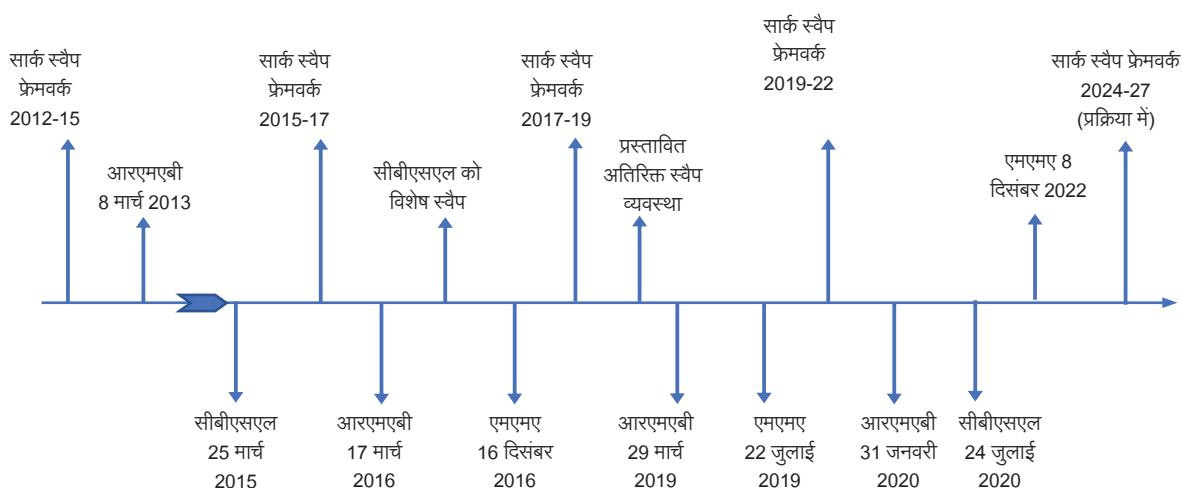 सार्क स्वैप
फ्रेमवर्क
2012-15
आरएमएबी
8 मार्च 2013
सार्क स्वैप
फ्रेमवर्क
2015-17
सीबीएसएल को
विशेष स्वैप
सार्क स्वैप
फ्रेमवर्क
2017-19
प्रस्तावित
अतिरिक्त स्वैप
व्यवस्था
सार्क स्वैप
फ्रेमवर्क
2019-22
एमएमए 8
दिसंबर 2022
सार्क स्वैप फ्रेमवर्क
2024-27
(प्रक्रिया में)
सीबीएसएल
25 मार्च
2015
आरएमएबी
17 मार्च
2016
एमएमए
16 दिसंबर
2016
आरएमएबी
29 मार्च
2019
एमएमए
22 जुलाई
2019
आरएमएबी
31 जनवरी
2020
सीबीएसएल
24 जुलाई
2020